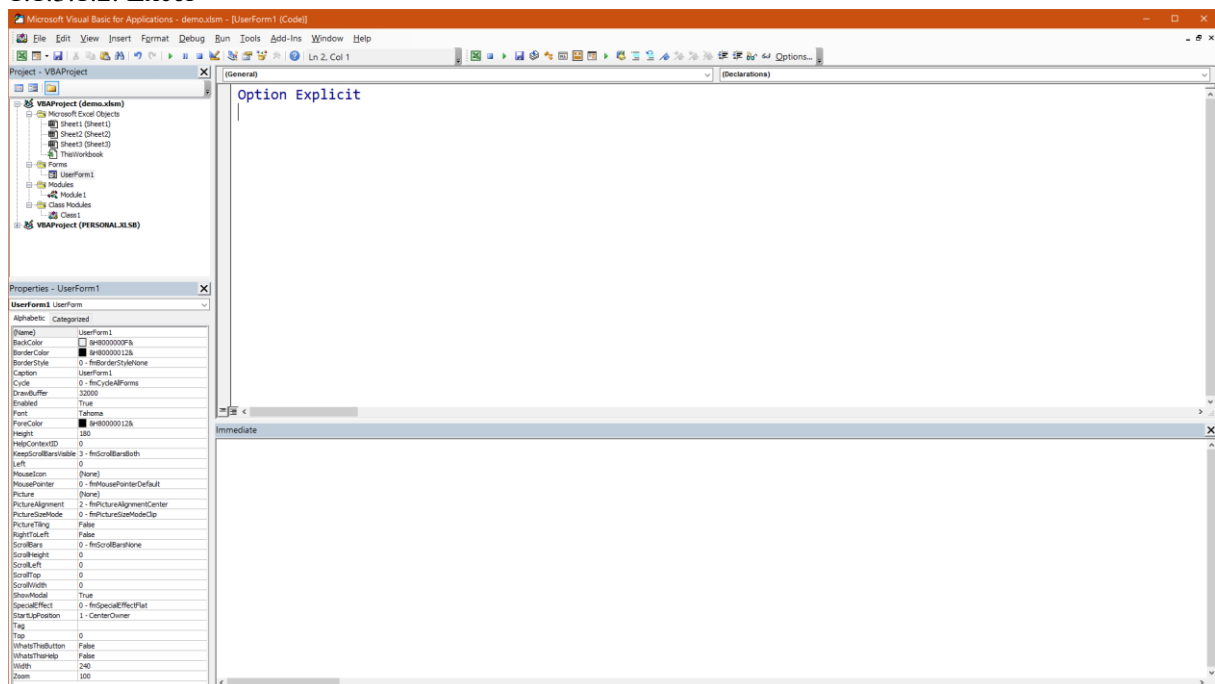 Microsoft Visual Basic for Applications - demo.xlsm - [UserForm1 (Code)]
File Edit View Insert Format Debug Run Tools Add-Ins Window Help
Ln 2, Col 1
Options...
Project - VBAProject
VBAProject (demo.xlsm)
Microsoft Excel Objects
Sheet1 (Sheet1)
Sheet2 (Sheet2)
Sheet3 (Sheet3)
ThisWorkbook
Forms
UserForm1
Modules
Module1
Class Modules
Class1
VBAProject (PERSONAL.XLSB)
Properties - UserForm1
UserForm1 UserForm
Alphabetic Categorized
(Name) UserForm1
BackColor &H8000000F&
BorderColor &H80000012&
BorderStyle 0 - fmBorderStyleNone
Caption UserForm1
Cycle 0 - fmCycleAllForms
DrawBuffer 32000
Enabled True
Font Tahoma
ForeColor &H80000012&
Height 180
HelpContextID 0
KeepScrollBarsVisible 3 - fmScrollBarsBoth
Left 0
MouseIcon (None)
MousePointer 0 - fmMousePointerDefault
Picture (None)
PictureAlignment 2 - fmPictureAlignmentCenter
PictureSizeMode 0 - fmPictureSizeModeClip
PictureTiling False
RightToLeft False
ScrollBars 0 - fmScrollBarsNone
ScrollHeight 0
ScrollLeft 0
ScrollTop 0
ScrollWidth 0
ShowModal True
SpecialEffect 0 - fmSpecialEffectFlat
StartUpPosition 1 - CenterOwner
Tag
Top 0
WhatsThisButton False
WhatsThisHelp False
Width 240
Zoom 100
(General)
(Declarations)
Option Explicit
Immediate